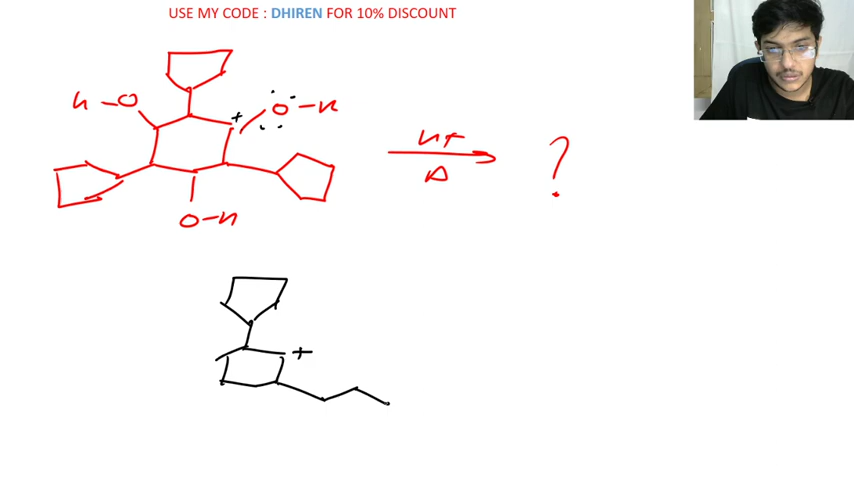 USE MY CODE : DHIREN FOR 10% DISCOUNT
H-O
+
O-H
H+
Δ
?
O-H
+